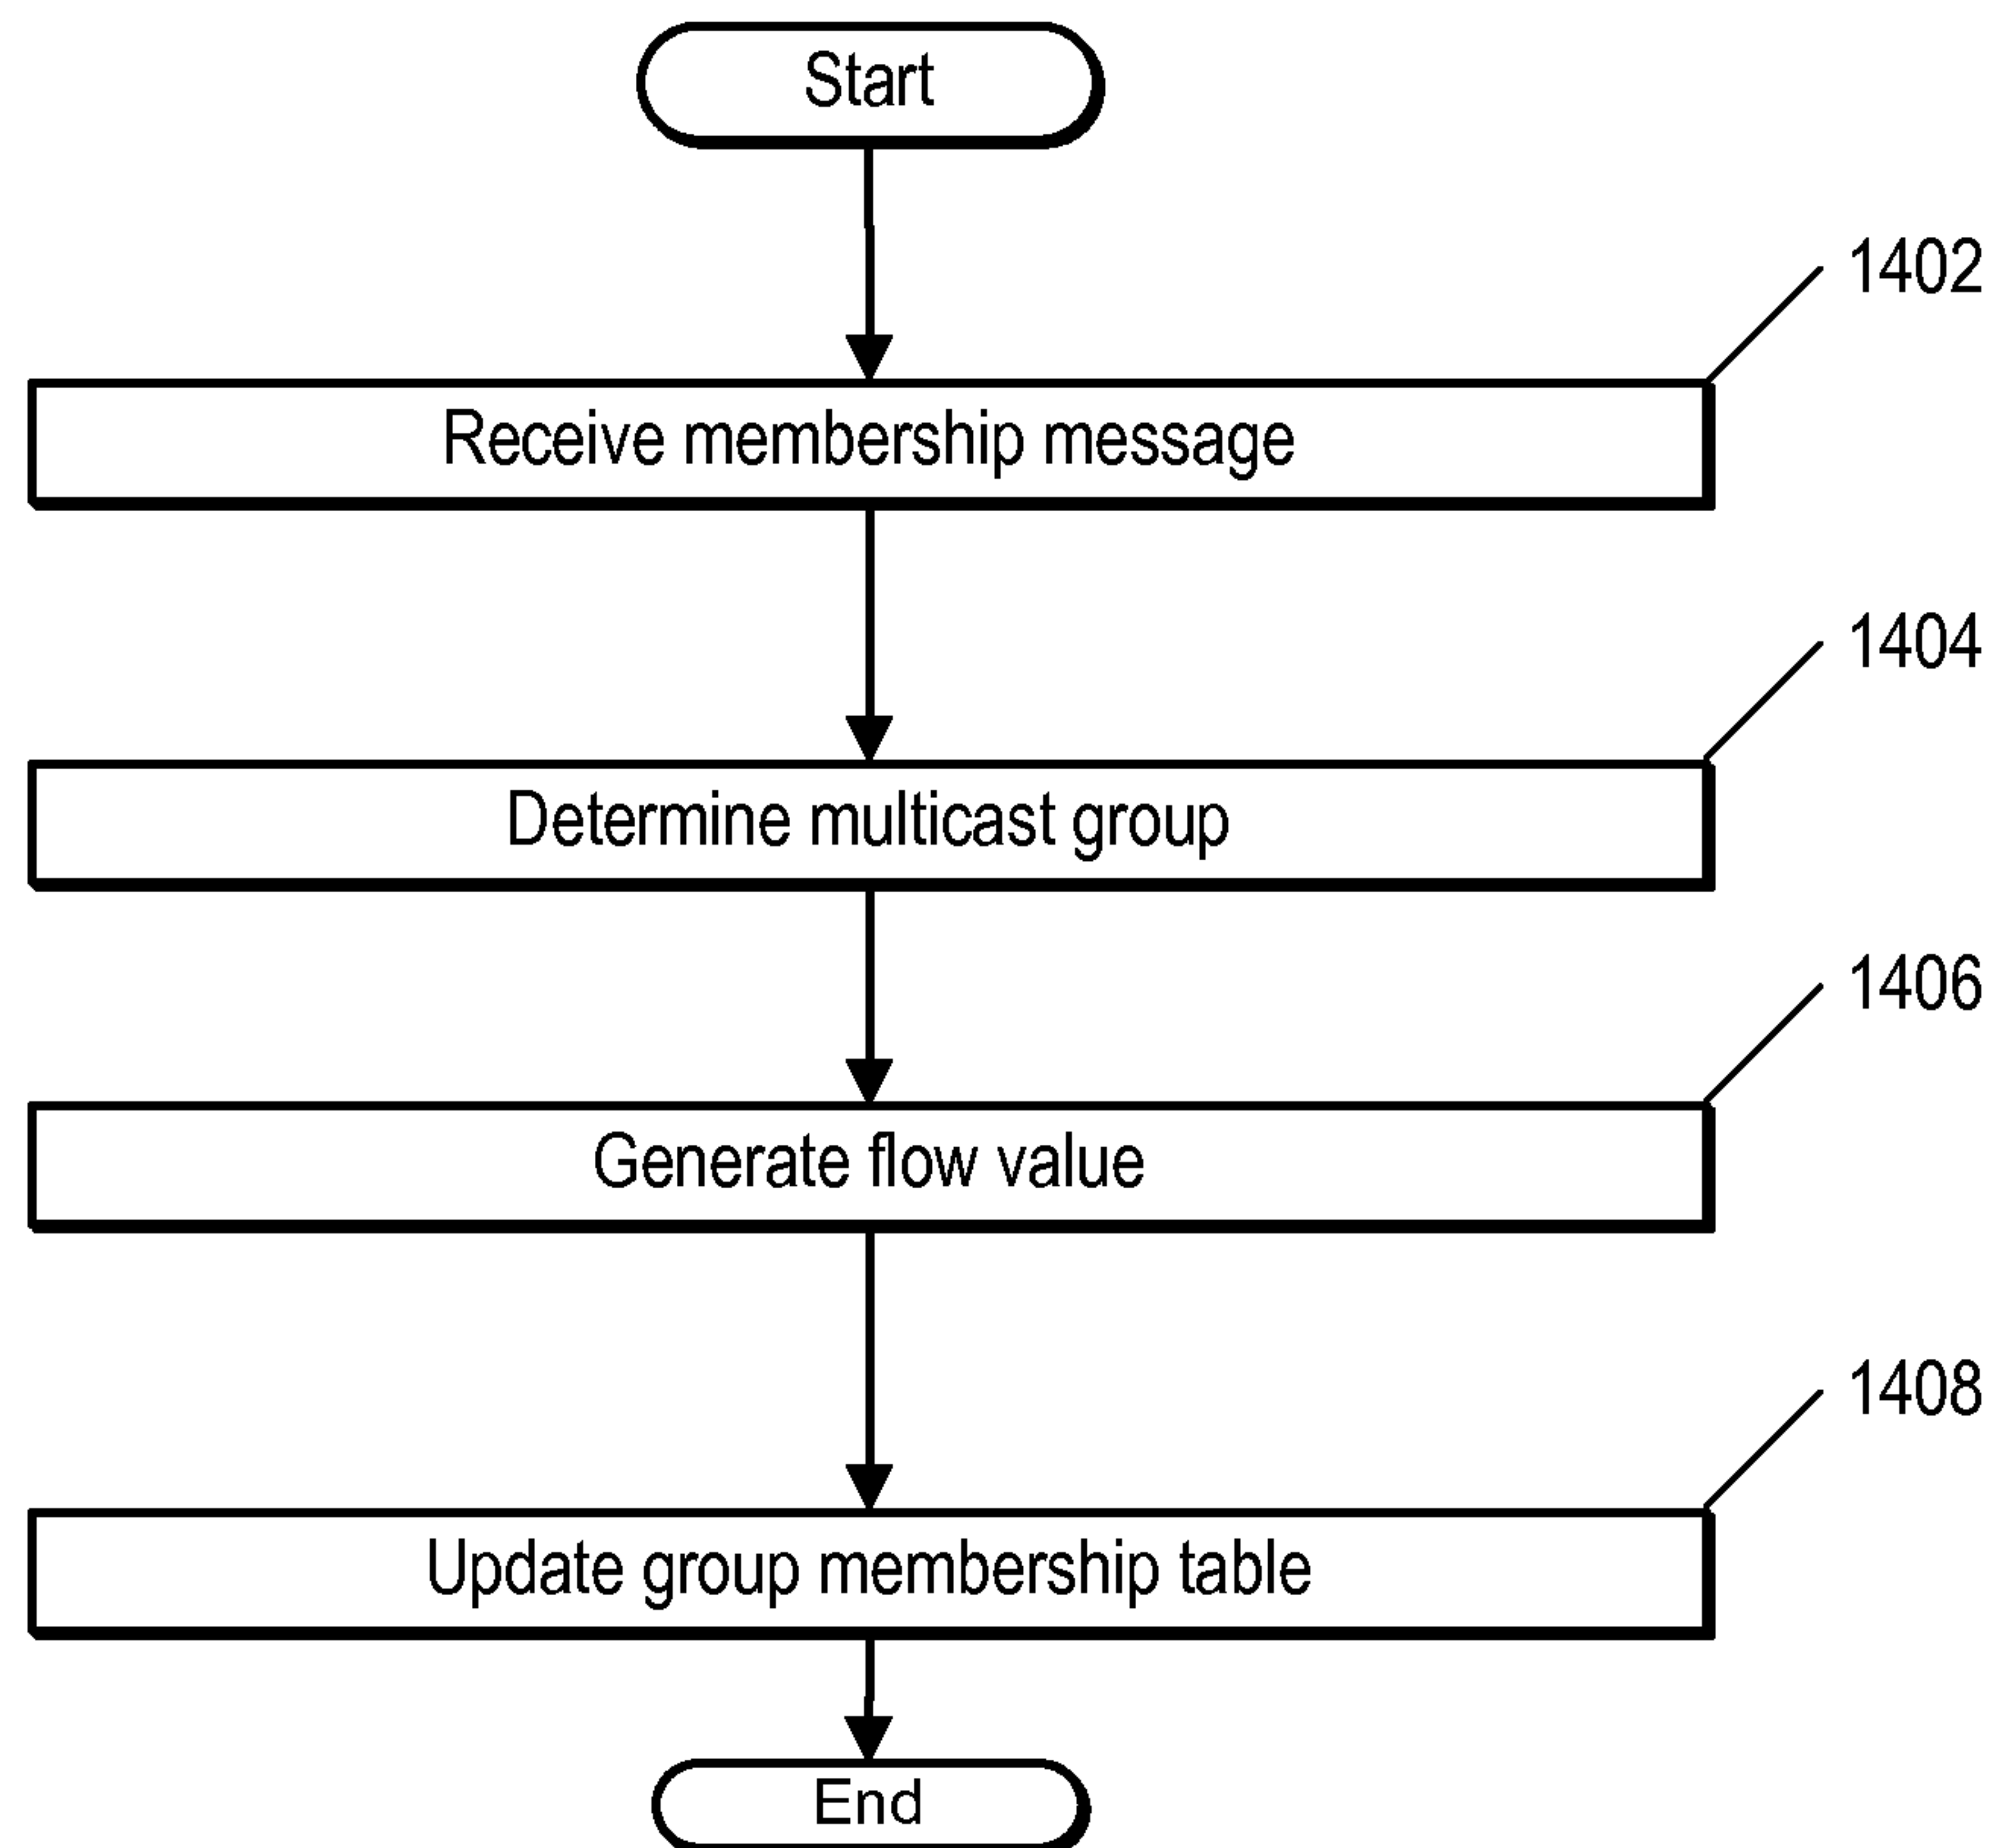 Start
1402
Receive membership message
1404
Determine multicast group
1406
Generate flow value
1408
Update group membership table
End